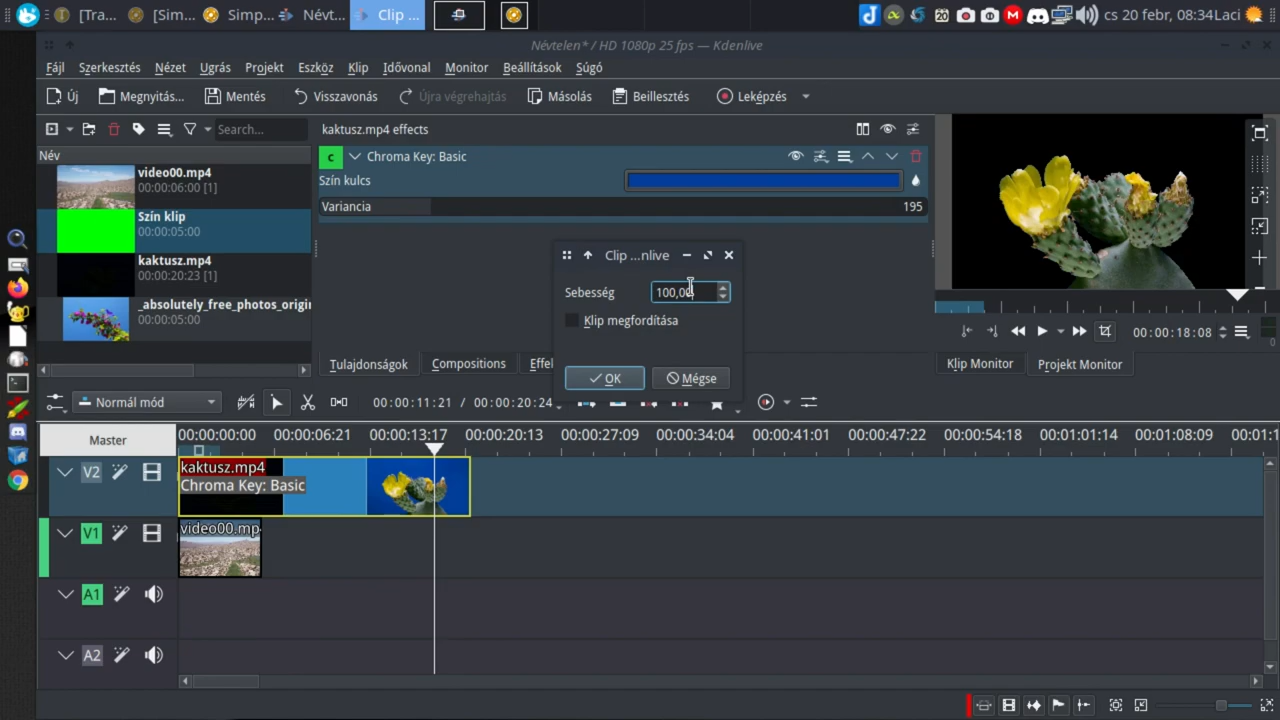 [Tra...
[Sim...
Simp...
Névt...
Clip ...
20
cs 20 febr, 08:34 Laci
Névtelen* / HD 1080p 25 fps — Kdenlive
Fájl Szerkesztés Nézet Ugrás Projekt Eszköz Klip Idővonal Monitor Beállítások Súgó
Új Megnyitás... Mentés Visszavonás Újra végrehajtás Másolás Beillesztés Leképzés
Search...
kaktusz.mp4 effects
Név
c Chroma Key: Basic
video00.mp4
00:00:06:00 [1]
Szín kulcs
Variancia 195
Szín klip
00:00:05:00
kaktusz.mp4
00:00:20:23 [1]
_absolutely_free_photos_origin
00:00:05:00
Clip ...nlive
Sebesség 100,00
Klip megfordítása
OK Mégse
Tulajdonságok Compositions Effel
00:00:18:08
Klip Monitor Projekt Monitor
Normál mód
00:00:11:21 / 00:00:20:24
Master
00:00:00:00 00:00:06:21 00:00:13:17 00:00:20:13 00:00:27:09 00:00:34:04 00:00:41:01 00:00:47:22 00:00:54:18 00:01:01:14 00:01:08:09 00:01:1
V2
kaktusz.mp4
Chroma Key: Basic
V1
video00.mp
A1
A2